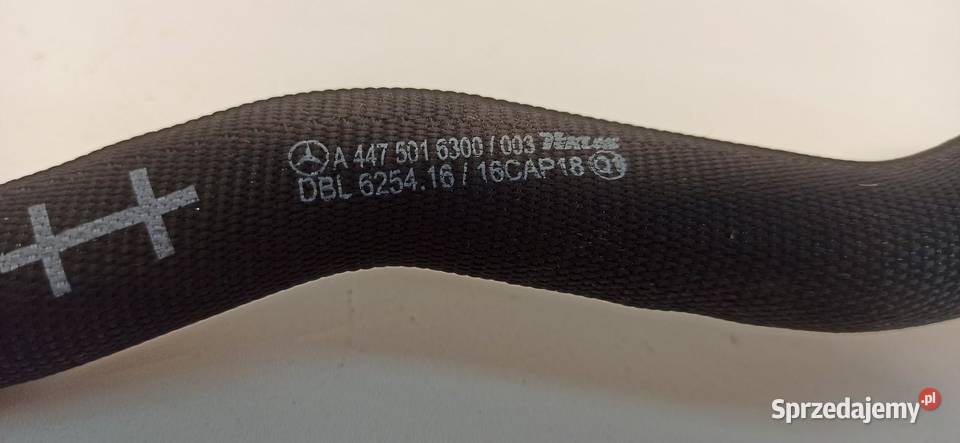 A 447 501 6300 / 003
DBL 6254.16 / 16CAP18
Sprzedajemy.pl